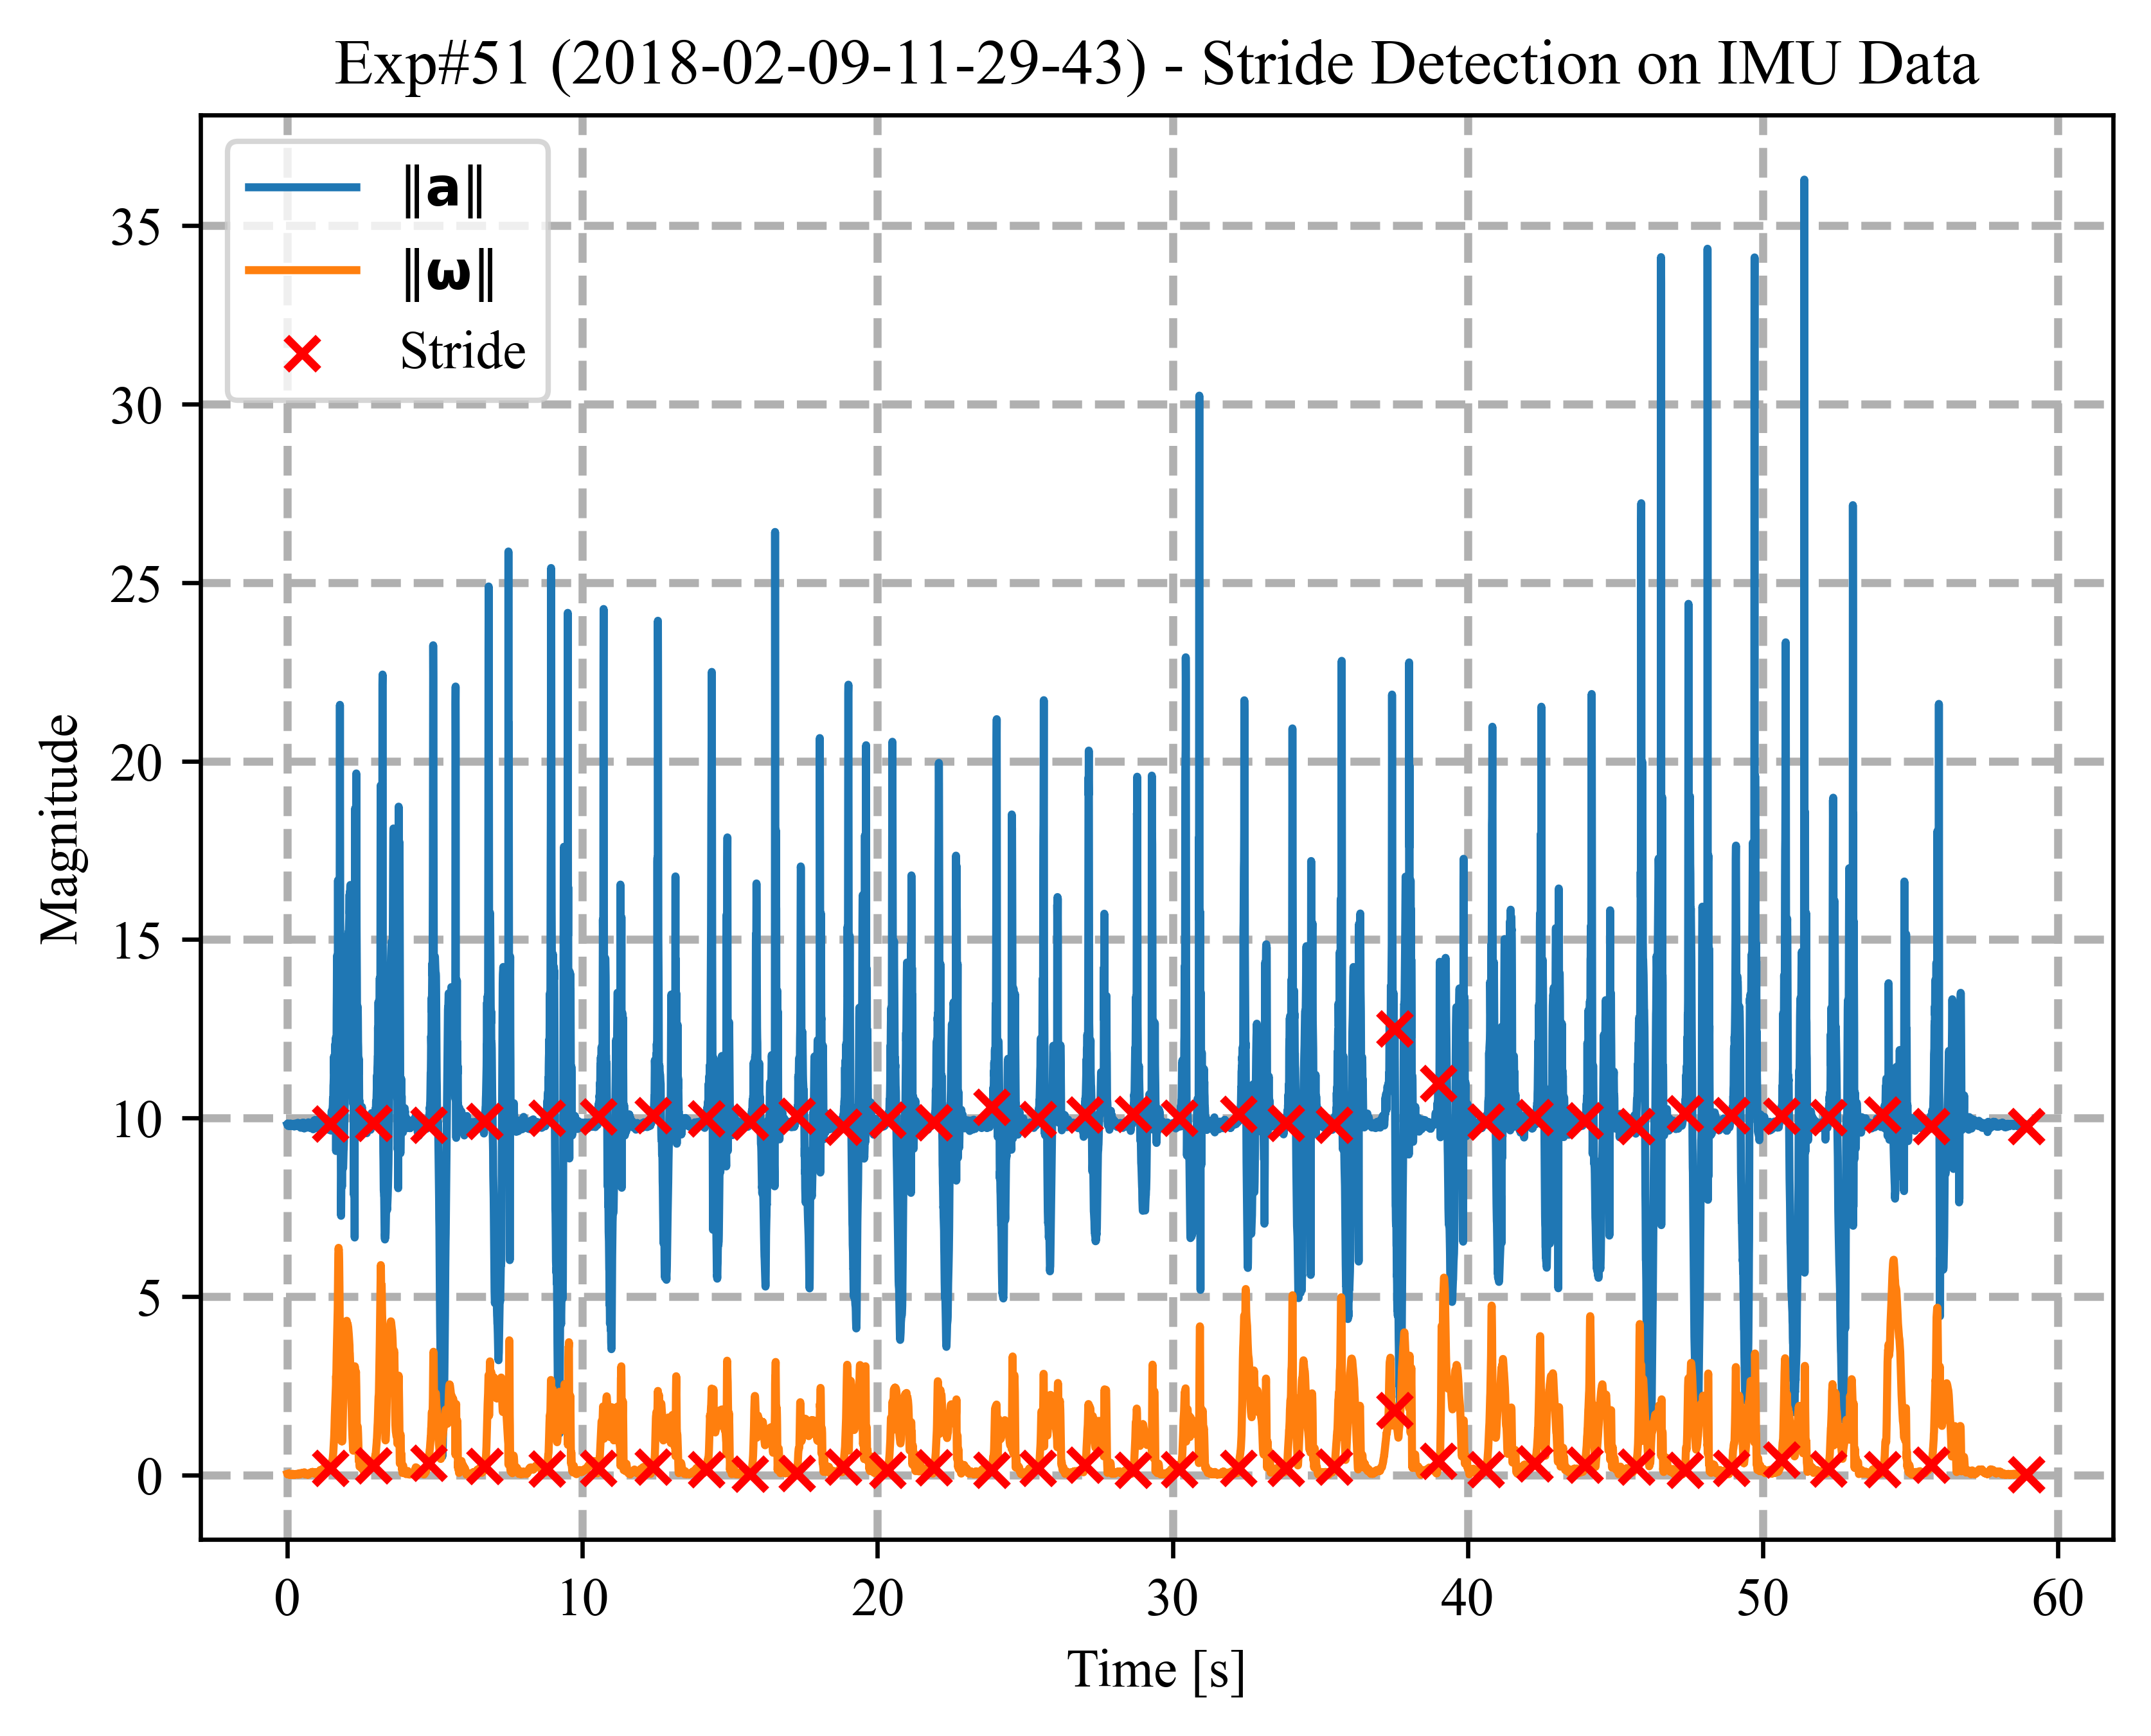 Exp#51 (2018-02-09-11-29-43) - Stride Detection on IMU Data
‖a‖
‖ω‖
Stride
Magnitude
35
30
25
20
15
10
5
0
0 10 20 30 40 50 60
Time [s]